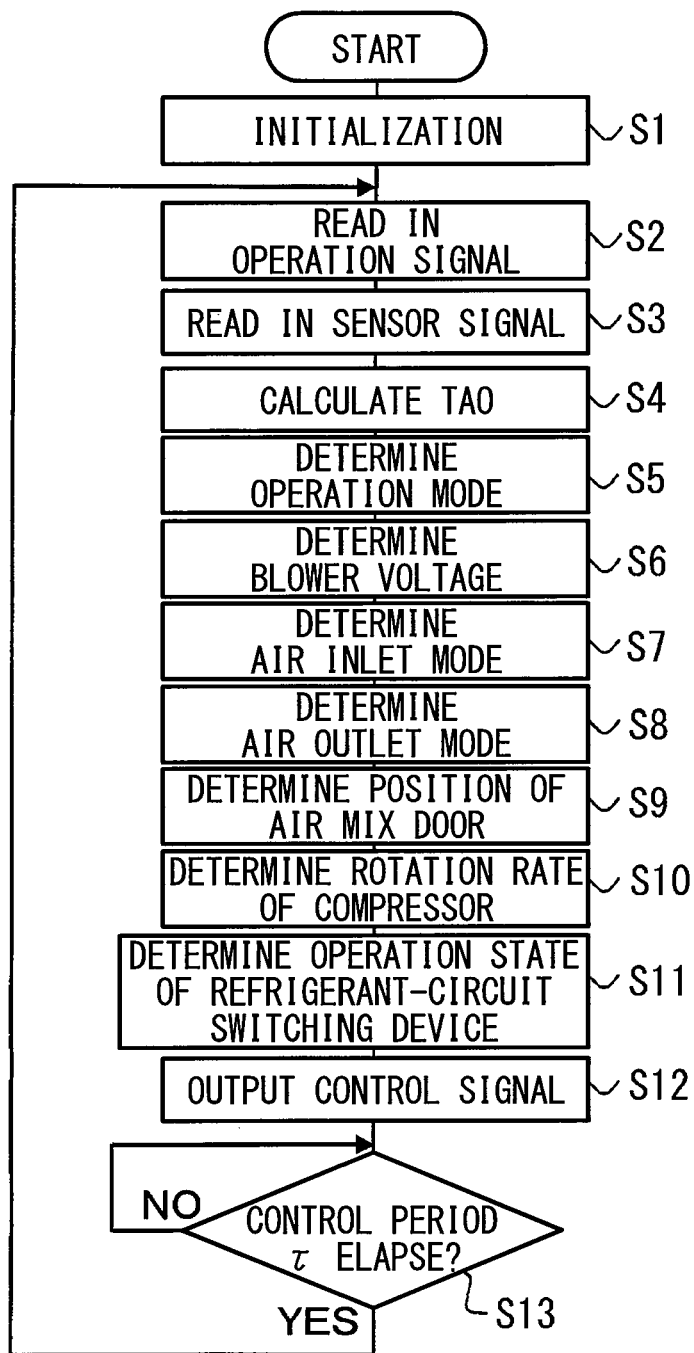 START
INITIALIZATION
S1
READ IN
OPERATION SIGNAL
S2
READ IN SENSOR SIGNAL
S3
CALCULATE TAO
S4
DETERMINE
OPERATION MODE
S5
DETERMINE
BLOWER VOLTAGE
S6
DETERMINE
AIR INLET MODE
S7
DETERMINE
AIR OUTLET MODE
S8
DETERMINE POSITION OF
AIR MIX DOOR
S9
DETERMINE ROTATION RATE
OF COMPRESSOR
S10
DETERMINE OPERATION STATE
OF REFRIGERANT-CIRCUIT
SWITCHING DEVICE
S11
OUTPUT CONTROL SIGNAL
S12
NO
CONTROL PERIOD
τ ELAPSE?
S13
YES